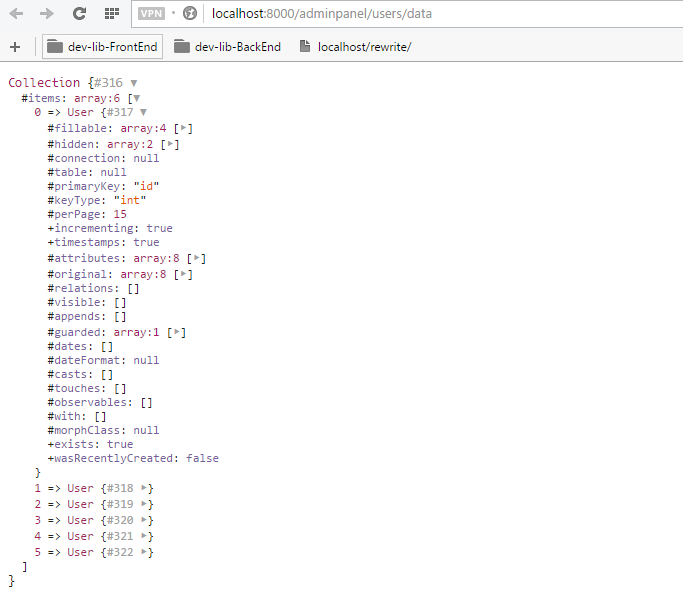 VPN localhost:8000/adminpanel/users/data
+ dev-lib-FrontEnd dev-lib-BackEnd localhost/rewrite/
Collection {#316 ▼
#items: array:6 [▼
0 => User {#317 ▼
#fillable: array:4 [▶]
#hidden: array:2 [▶]
#connection: null
#table: null
#primaryKey: "id"
#keyType: "int"
#perPage: 15
+incrementing: true
+timestamps: true
#attributes: array:8 [▶]
#original: array:8 [▶]
#relations: []
#visible: []
#appends: []
#guarded: array:1 [▶]
#dates: []
#dateFormat: null
#casts: []
#touches: []
#observables: []
#with: []
#morphClass: null
+exists: true
+wasRecentlyCreated: false
}
1 => User {#318 ▶}
2 => User {#319 ▶}
3 => User {#320 ▶}
4 => User {#321 ▶}
5 => User {#322 ▶}
]
}